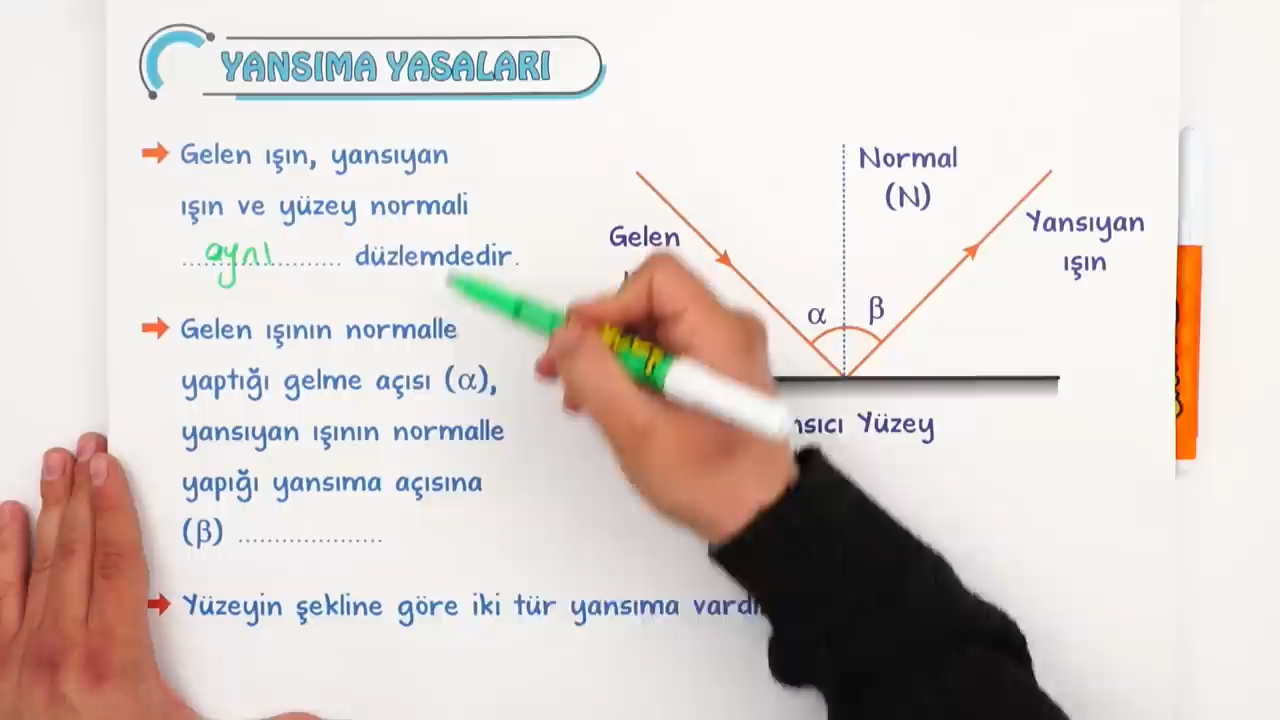 YANSIMA YASALARI
Gelen ışın, yansıyan
ışın ve yüzey normali
aynı düzlemdedir.
Gelen ışının normalle
yaptığı gelme açısı (α),
yansıyan ışının normalle
yapığı yansıma açısına
(β) ....................
Yüzeyin şekline göre iki tür yansıma
Normal
(N)
Gelen
Yansıyan
ışın
α
β
Yüzey